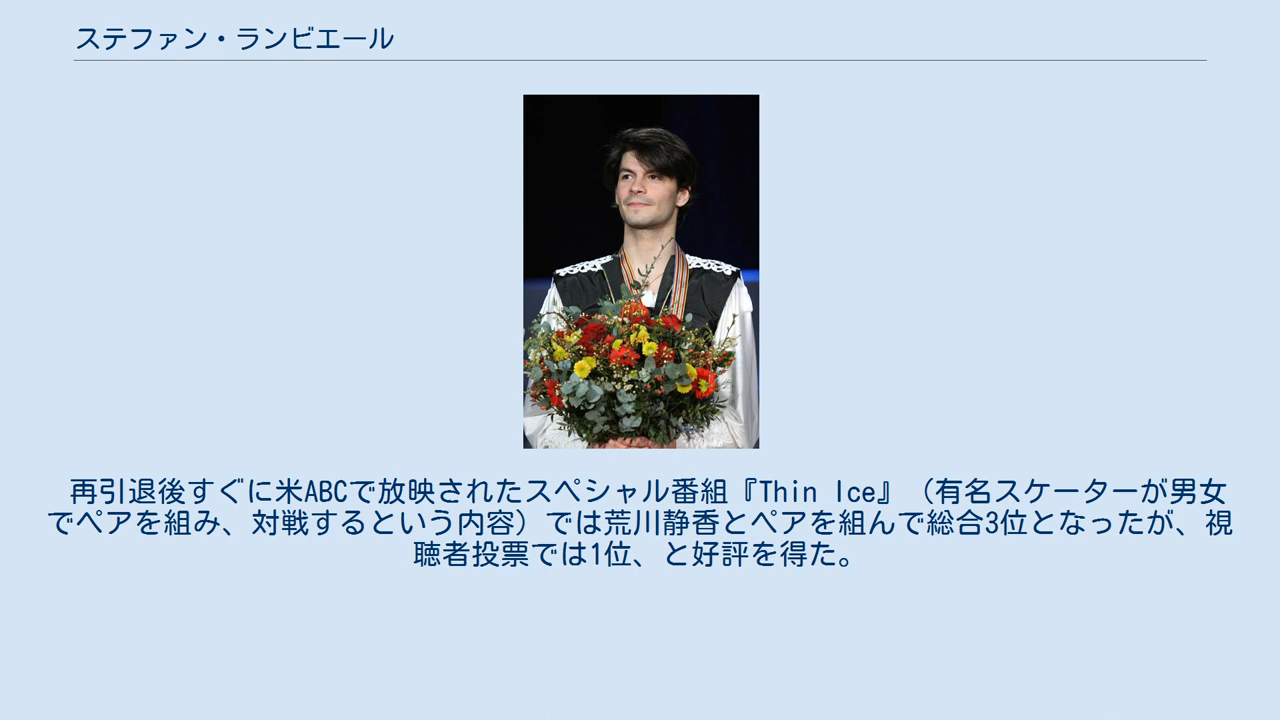 ステファン・ランビエール
再引退後すぐに米ABCで放映されたスペシャル番組『Thin Ice』（有名スケーターが男女
でペアを組み、対戦するという内容）では荒川静香とペアを組んで総合3位となったが、視
聴者投票では1位、と好評を得た。